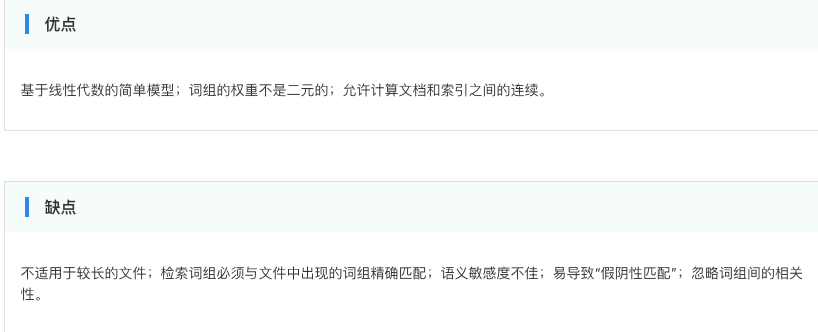 优点
基于线性代数的简单模型；词组的权重不是二元的；允许计算文档和索引之间的连续。
缺点
不适用于较长的文件；检索词组必须与文件中出现的词组精确匹配；语义敏感度不佳；易导致“假阴性匹配”；忽略词组间的相关
性。